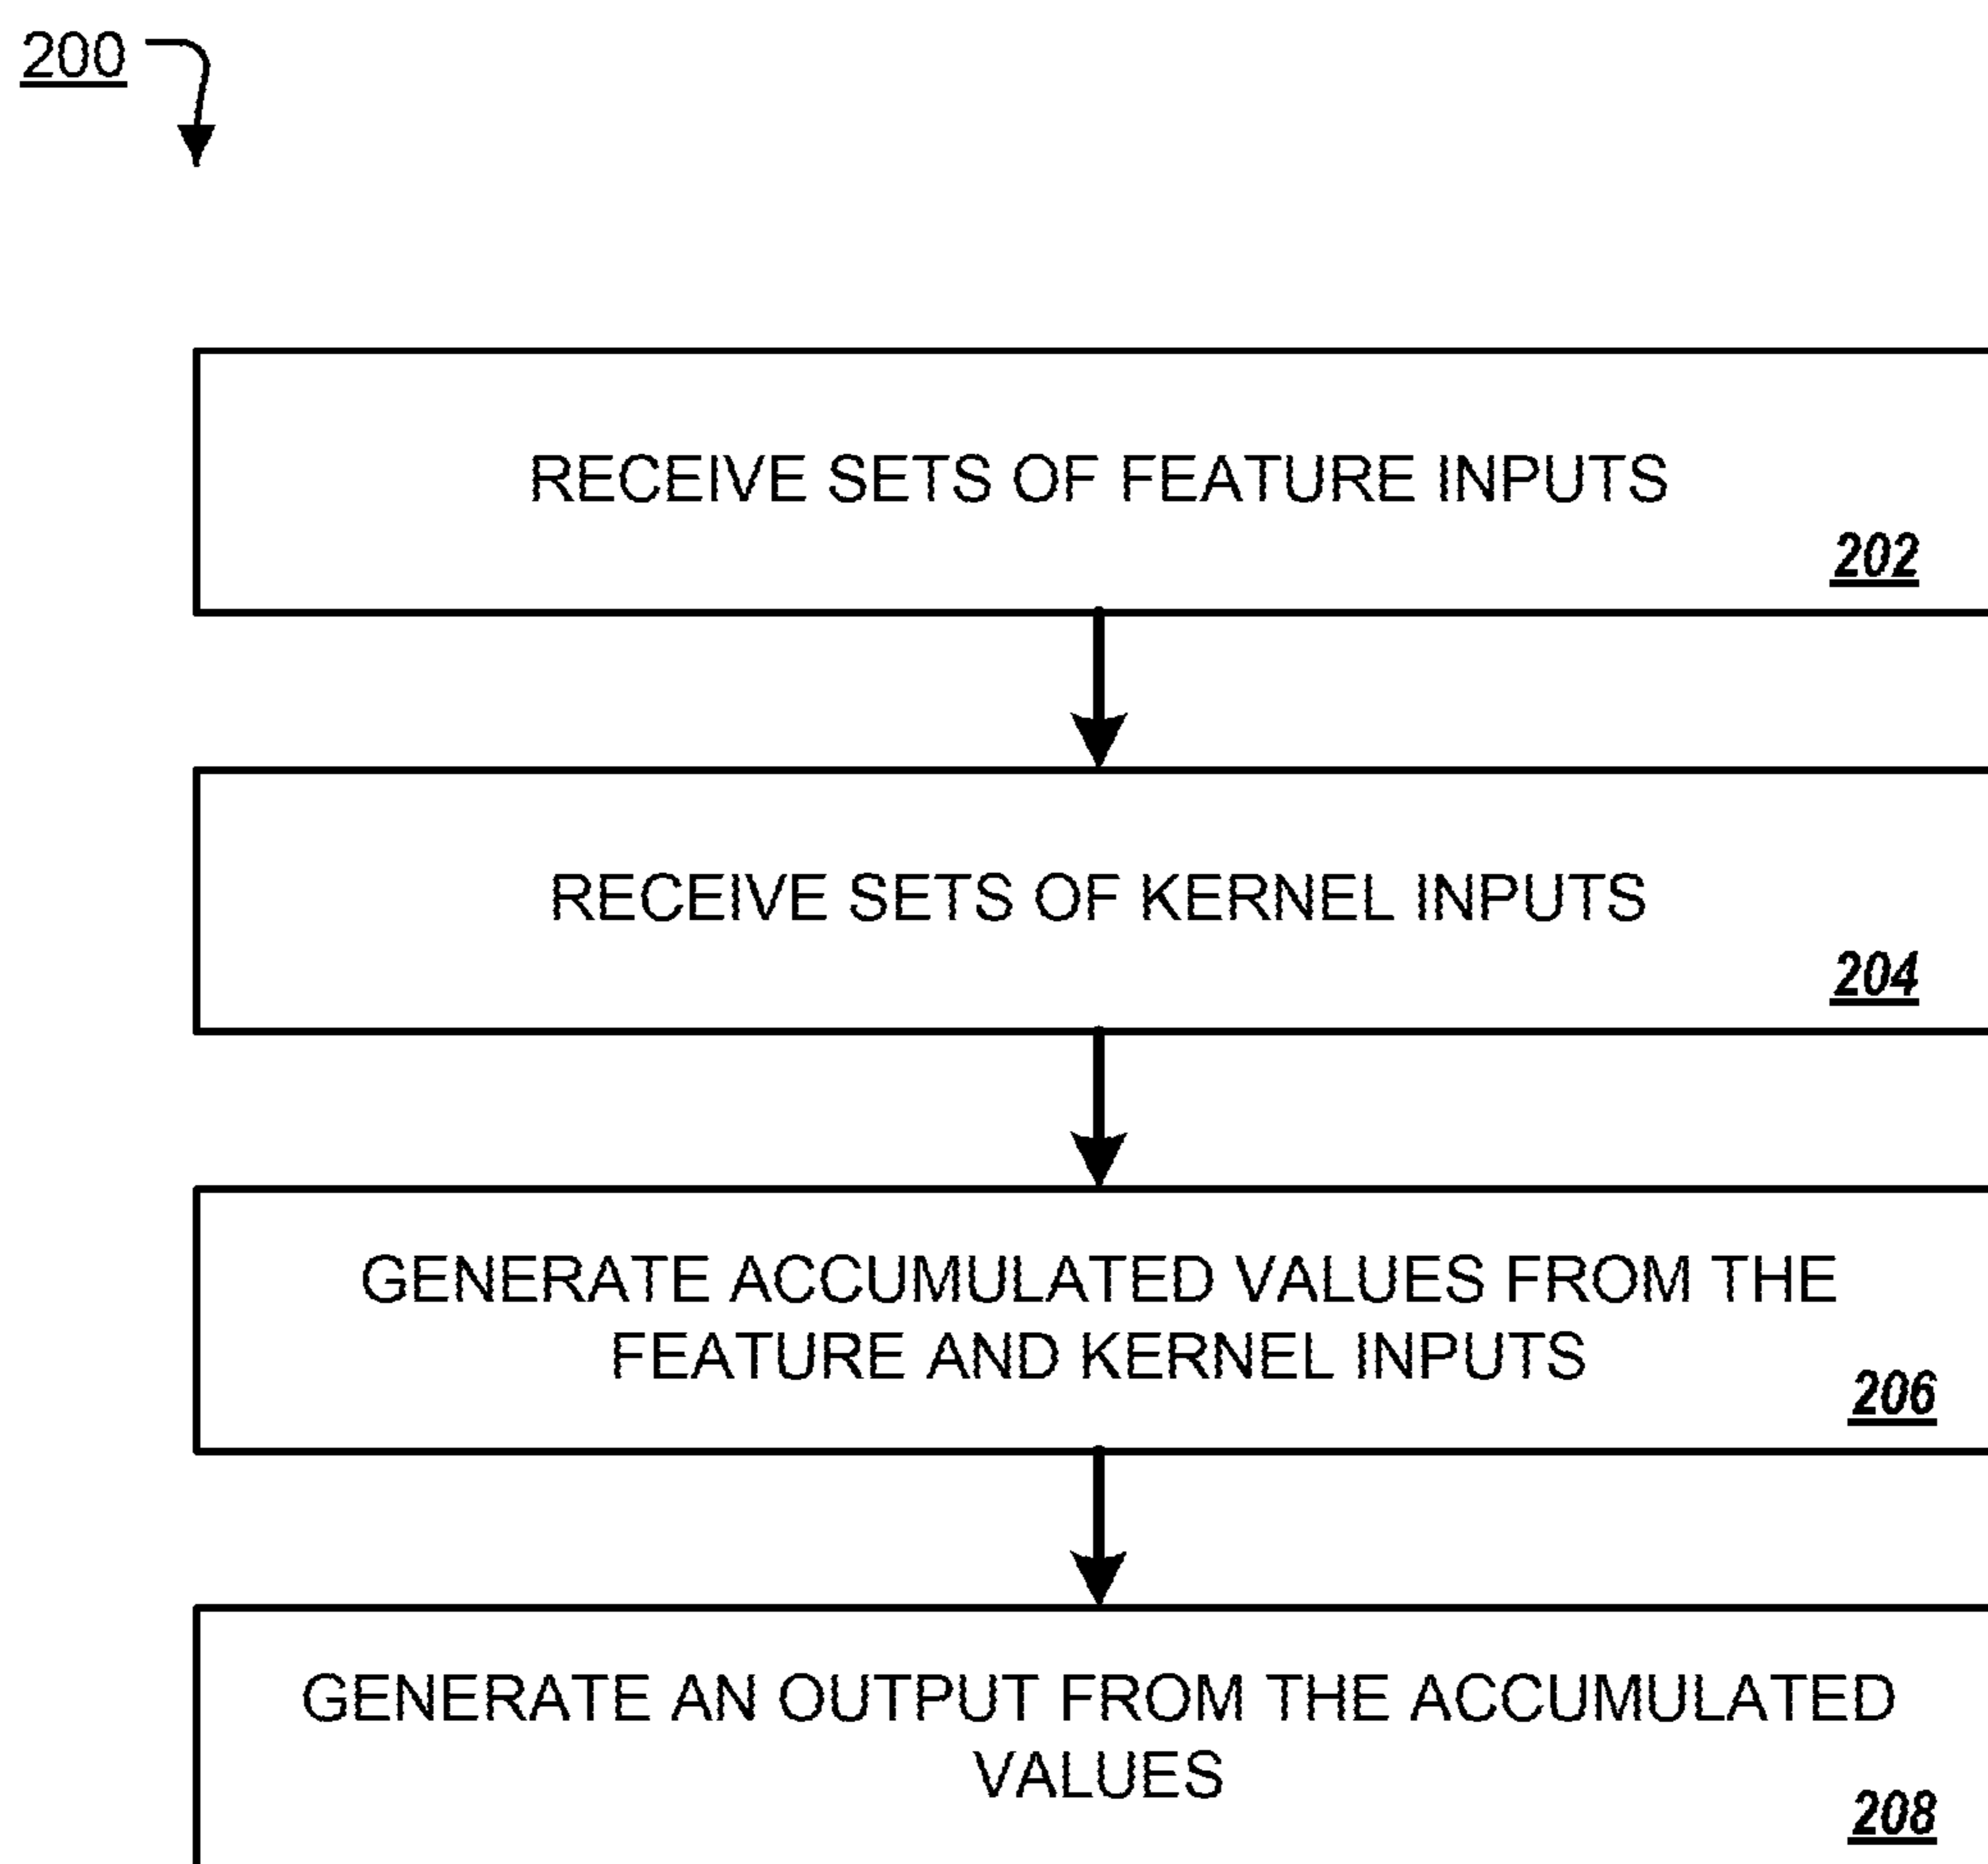 200
RECEIVE SETS OF FEATURE INPUTS
202
RECEIVE SETS OF KERNEL INPUTS
204
GENERATE ACCUMULATED VALUES FROM THE
FEATURE AND KERNEL INPUTS
206
GENERATE AN OUTPUT FROM THE ACCUMULATED
VALUES
208